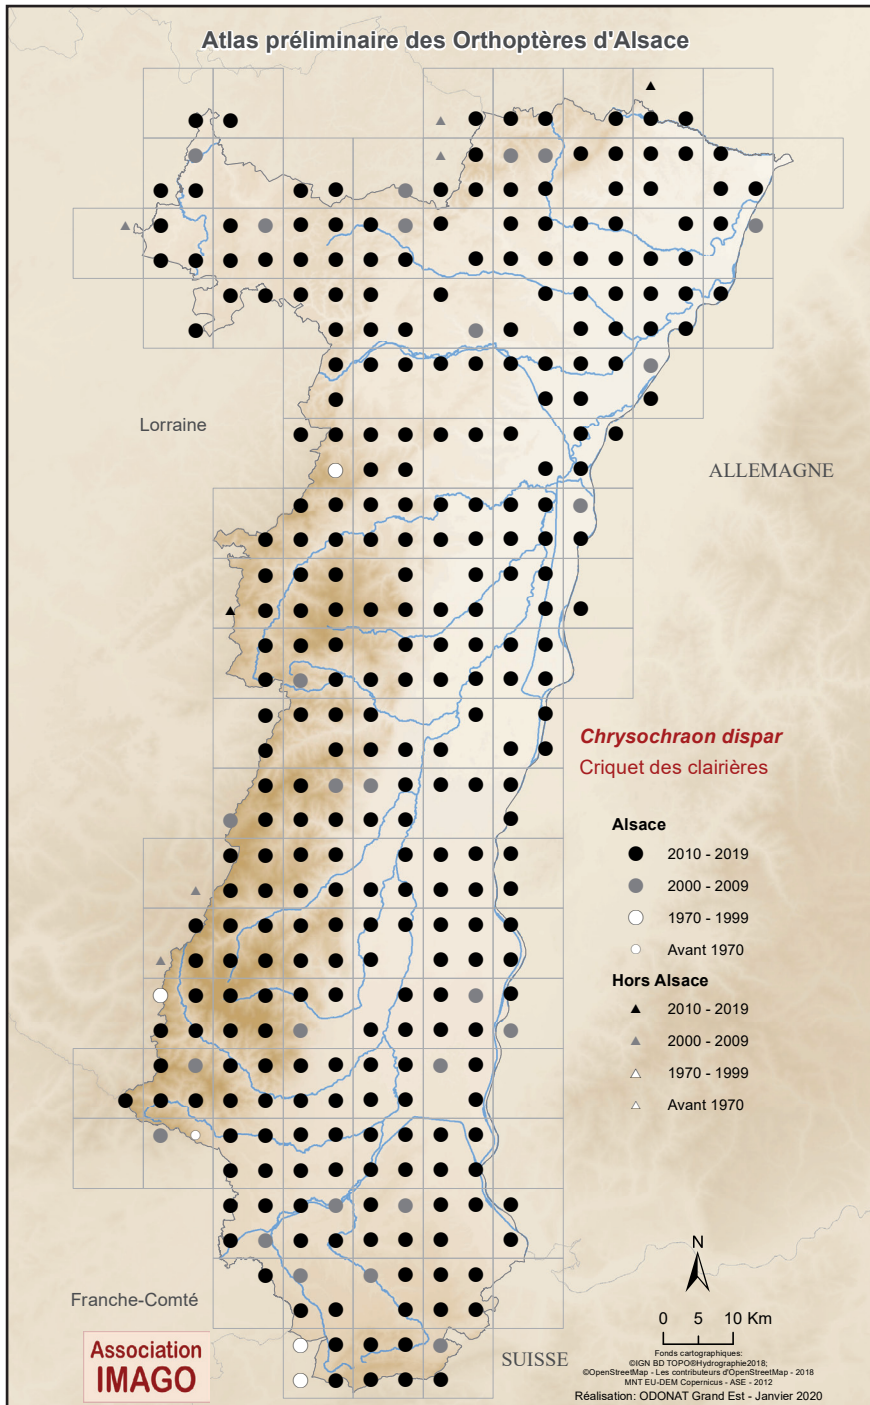 Atlas préliminaire des Orthoptères d'Alsace
Lorraine
ALLEMAGNE
Chrysochraon dispar
Criquet des clairières
Alsace
2010 - 2019
2000 - 2009
1970 - 1999
Avant 1970
Hors Alsace
2010 - 2019
2000 - 2009
1970 - 1999
Avant 1970
N
0 5 10 Km
Franche-Comté
SUISSE
Association
IMAGO
Fonds cartographiques:
©IGN BD TOPO®Hydrographie2018;
©OpenStreetMap - Les contributeurs d'OpenStreetMap - 2018
MNT EU-DEM Copernicus - ASE - 2012
Réalisation: ODONAT Grand Est - Janvier 2020